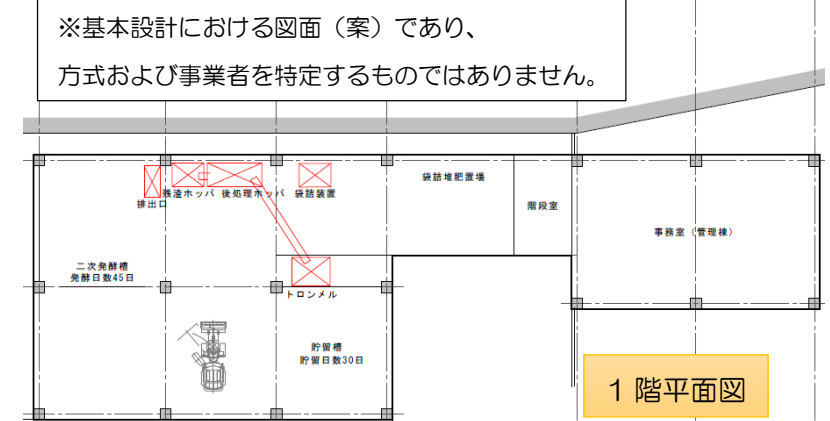 ※基本設計における図面（案）であり、
方式および事業者を特定するものではありません。
残渣ホッパ
後処理ホッパ
袋詰装置
排出口
袋詰堆肥置場
階段室
事務室（管理棟）
二次発酵槽
発酵日数45日
トロンメル
貯留槽
貯留日数30日
1階平面図